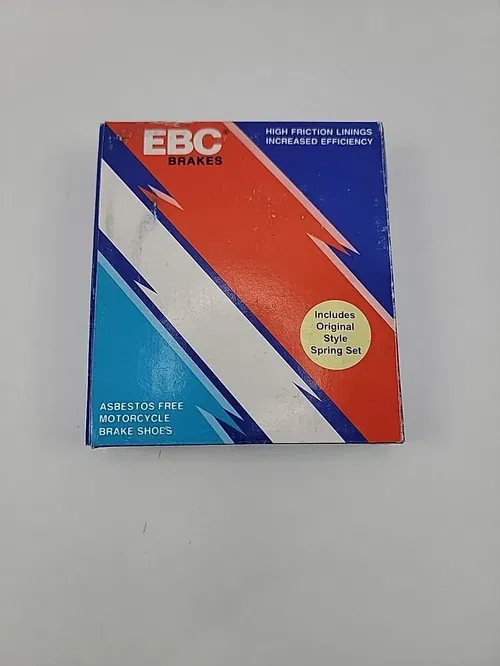 EBC
BRAKES
HIGH FRICTION LININGS
INCREASED EFFICIENCY
Includes
Original
Style
Spring Set
ASBESTOS FREE
MOTORCYCLE
BRAKE SHOES